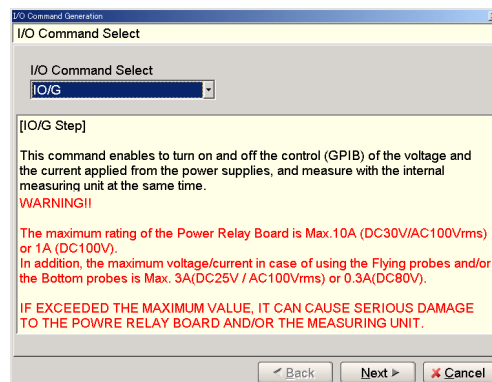 I/O Command Generation
I/O Command Select
I/O Command Select
IO/G
[IO/G Step]
This command enables to turn on and off the control (GPIB) of the voltage and
the current applied from the power supplies, and measure with the internal
measuring unit at the same time.
WARNING!!
The maximum rating of the Power Relay Board is Max.10A (DC30V/AC100Vrms)
or 1A (DC100V).
In addition, the maximum voltage/current in case of using the Flying probes and/or
the Bottom probes is Max. 3A(DC25V / AC100Vrms) or 0.3A(DC80V).
IF EXCEEDED THE MAXIMUM VALUE, IT CAN CAUSE SERIOUS DAMAGE
TO THE POWRE RELAY BOARD AND/OR THE MEASURING UNIT.
Back Next Cancel